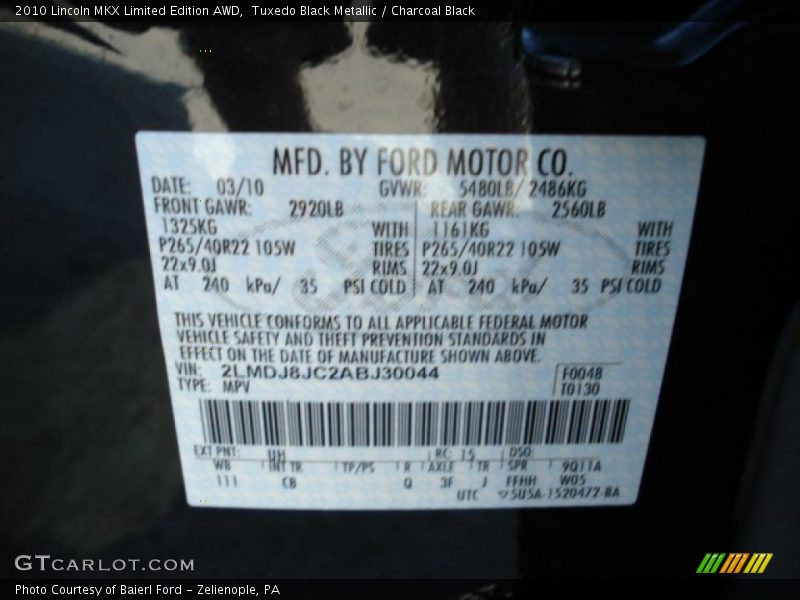 2010 Lincoln MKX Limited Edition AWD,  Tuxedo Black Metallic / Charcoal Black
MFD. BY FORD MOTOR CO.
DATE: 03/10 GVWR: 5480LB/ 2486KG
FRONT GAWR: 2920LB REAR GAWR: 2560LB
1325KG WITH 1161KG WITH
P265/40R22 105W TIRES P265/40R22 105W TIRES
22x9.0J RIMS 22x9.0J RIMS
AT 240 kPa/ 35 PSI COLD AT 240 kPa/ 35 PSI COLD
THIS VEHICLE CONFORMS TO ALL APPLICABLE FEDERAL MOTOR
VEHICLE SAFETY AND THEFT PREVENTION STANDARDS IN
EFFECT ON THE DATE OF MANUFACTURE SHOWN ABOVE.
VIN: 2LMDJ8JC2ABJ30044 F0048
TYPE: MPV T0130
EXT PNT: UH RC: 15 DSO:
WB INT TR TP/PS R AXLE TR SPR 9011A
111 CB Q 3F J FFHH W05
UTC ▽5U5A-1520472-BA
GTCARLOT.COM
Photo Courtesy of Baierl Ford - Zelienople, PA